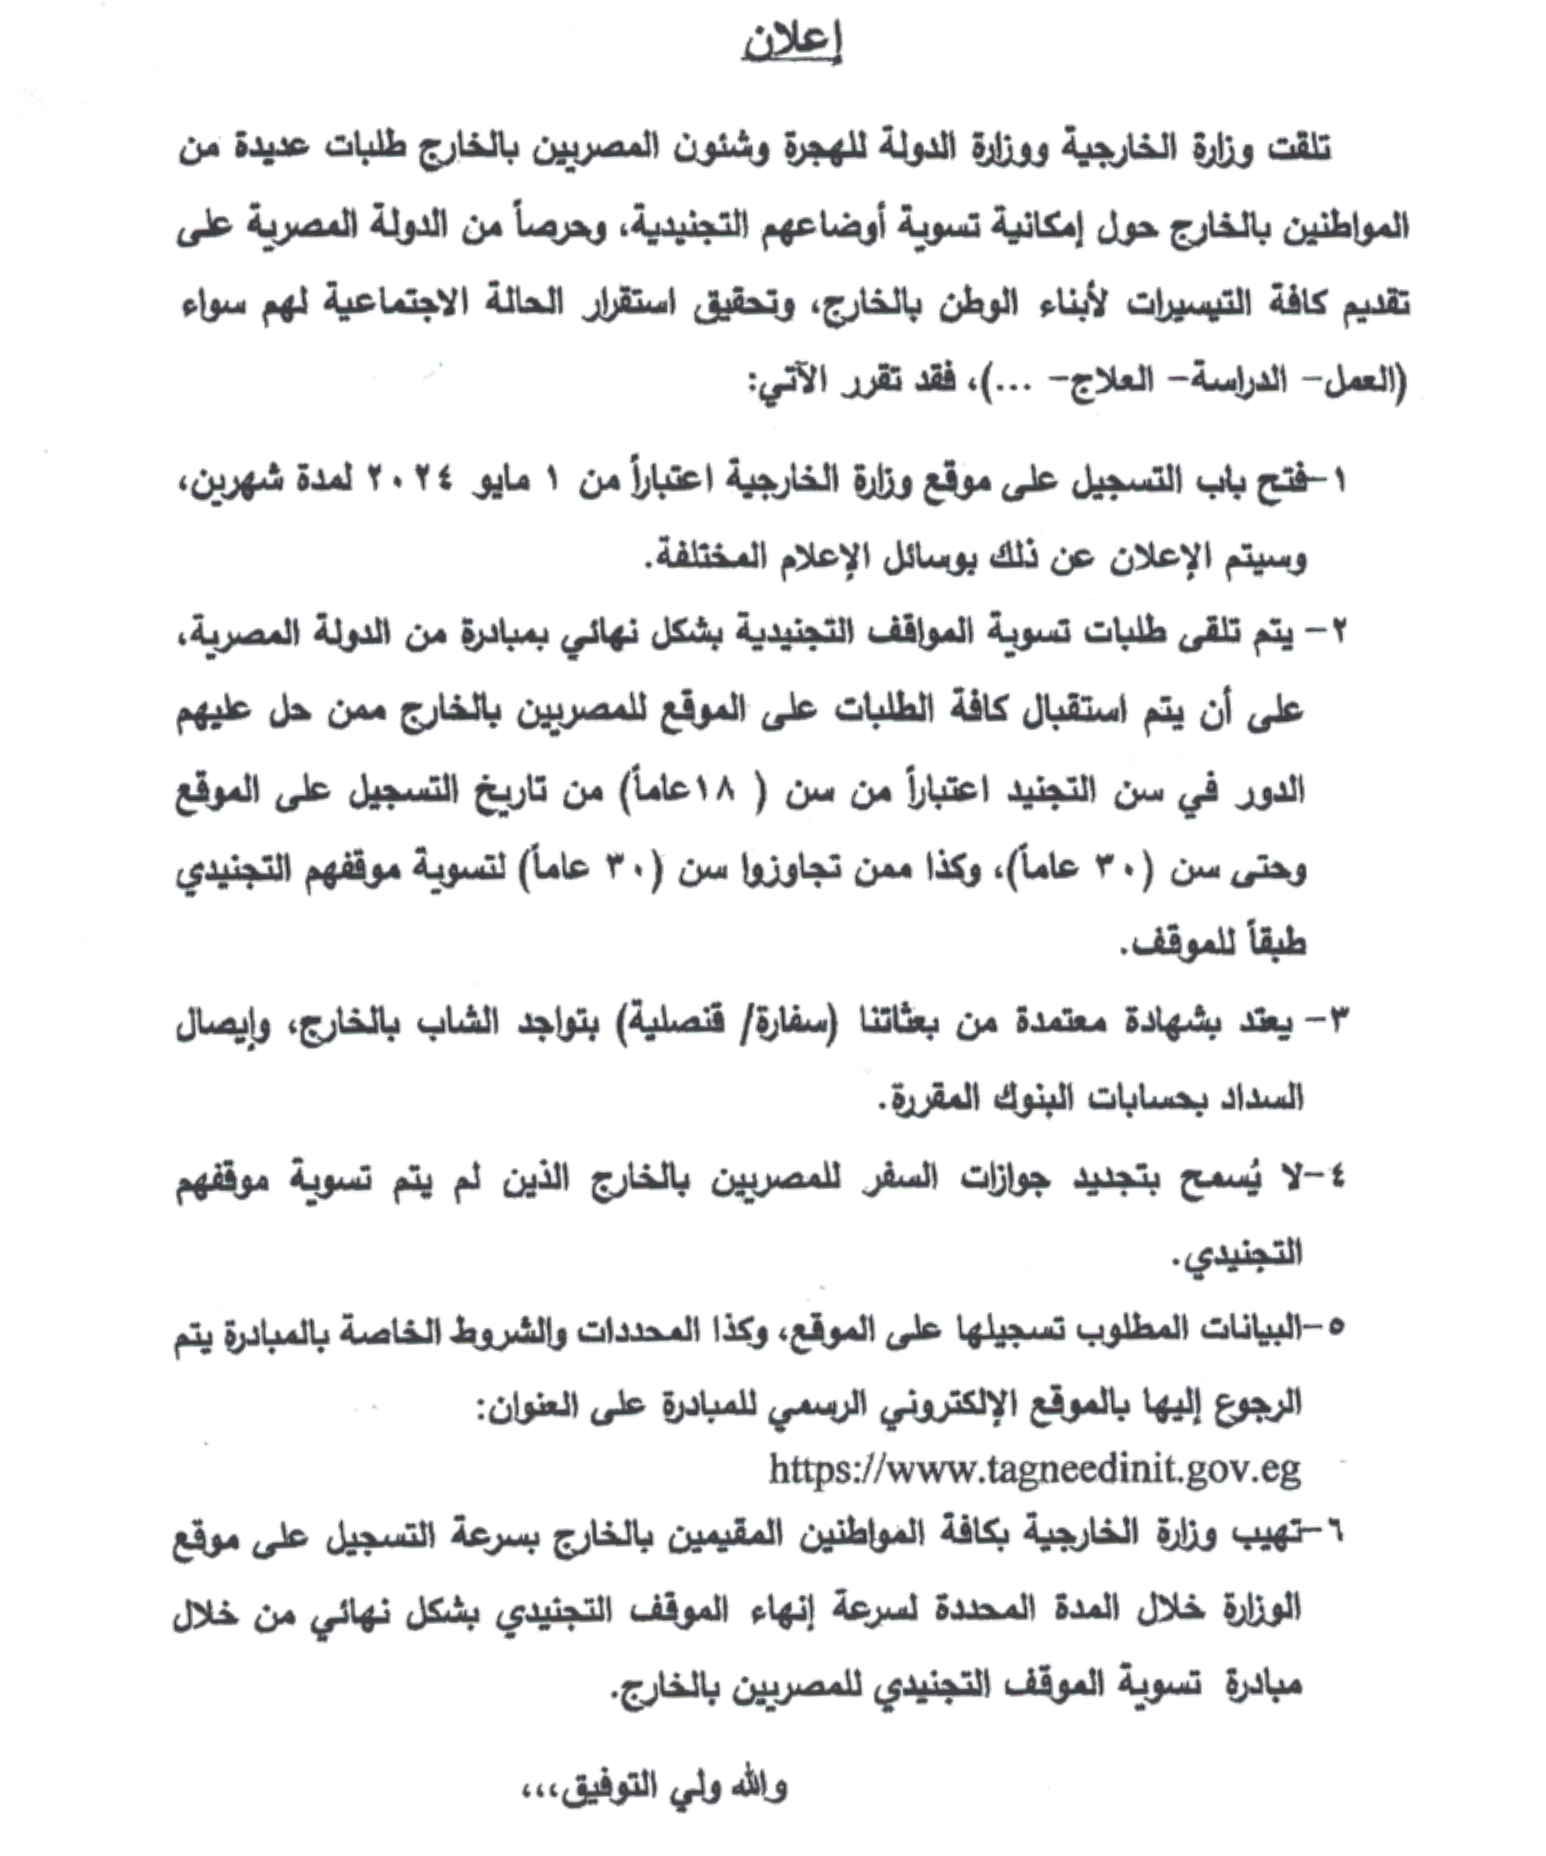 إعلان
تلقت وزارة الخارجية ووزارة الدولة للهجرة وشئون المصريين بالخارج طلبات عديدة من
المواطنين بالخارج حول إمكانية تسوية أوضاعهم التجنيدية، وحرصاً من الدولة المصرية على
تقديم كافة التيسيرات لأبناء الوطن بالخارج، وتحقيق استقرار الحالة الاجتماعية لهم سواء
(العمل- الدراسة- العلاج- ...)، فقد تقرر الآتي:
١-فتح باب التسجيل على موقع وزارة الخارجية اعتباراً من ١ مايو ٢٠٢٤ لمدة شهرين،
وسيتم الإعلان عن ذلك بوسائل الإعلام المختلفة.
٢- يتم تلقى طلبات تسوية المواقف التجنيدية بشكل نهائي بمبادرة من الدولة المصرية،
على أن يتم استقبال كافة الطلبات على الموقع للمصريين بالخارج ممن حل عليهم
الدور في سن التجنيد اعتباراً من سن ( ١٨عاماً) من تاريخ التسجيل على الموقع
وحتى سن (٣٠ عاماً)، وكذا ممن تجاوزوا سن (٣٠ عاماً) لتسوية موقفهم التجنيدي
طبقاً للموقف.
٣- يعتد بشهادة معتمدة من بعثاتنا (سفارة/ قنصلية) بتواجد الشاب بالخارج، وإيصال
السداد بحسابات البنوك المقررة.
٤-لا يُسمح بتجديد جوازات السفر للمصريين بالخارج الذين لم يتم تسوية موقفهم
التجنيدي.
٥-البيانات المطلوب تسجيلها على الموقع، وكذا المحددات والشروط الخاصة بالمبادرة يتم
الرجوع إليها بالموقع الإلكتروني الرسمي للمبادرة على العنوان:
https://www.tagneedinit.gov.eg
٦-تهيب وزارة الخارجية بكافة المواطنين المقيمين بالخارج بسرعة التسجيل على موقع
الوزارة خلال المدة المحددة لسرعة إنهاء الموقف التجنيدي بشكل نهائي من خلال
مبادرة تسوية الموقف التجنيدي للمصريين بالخارج.
والله ولي التوفيق،،،